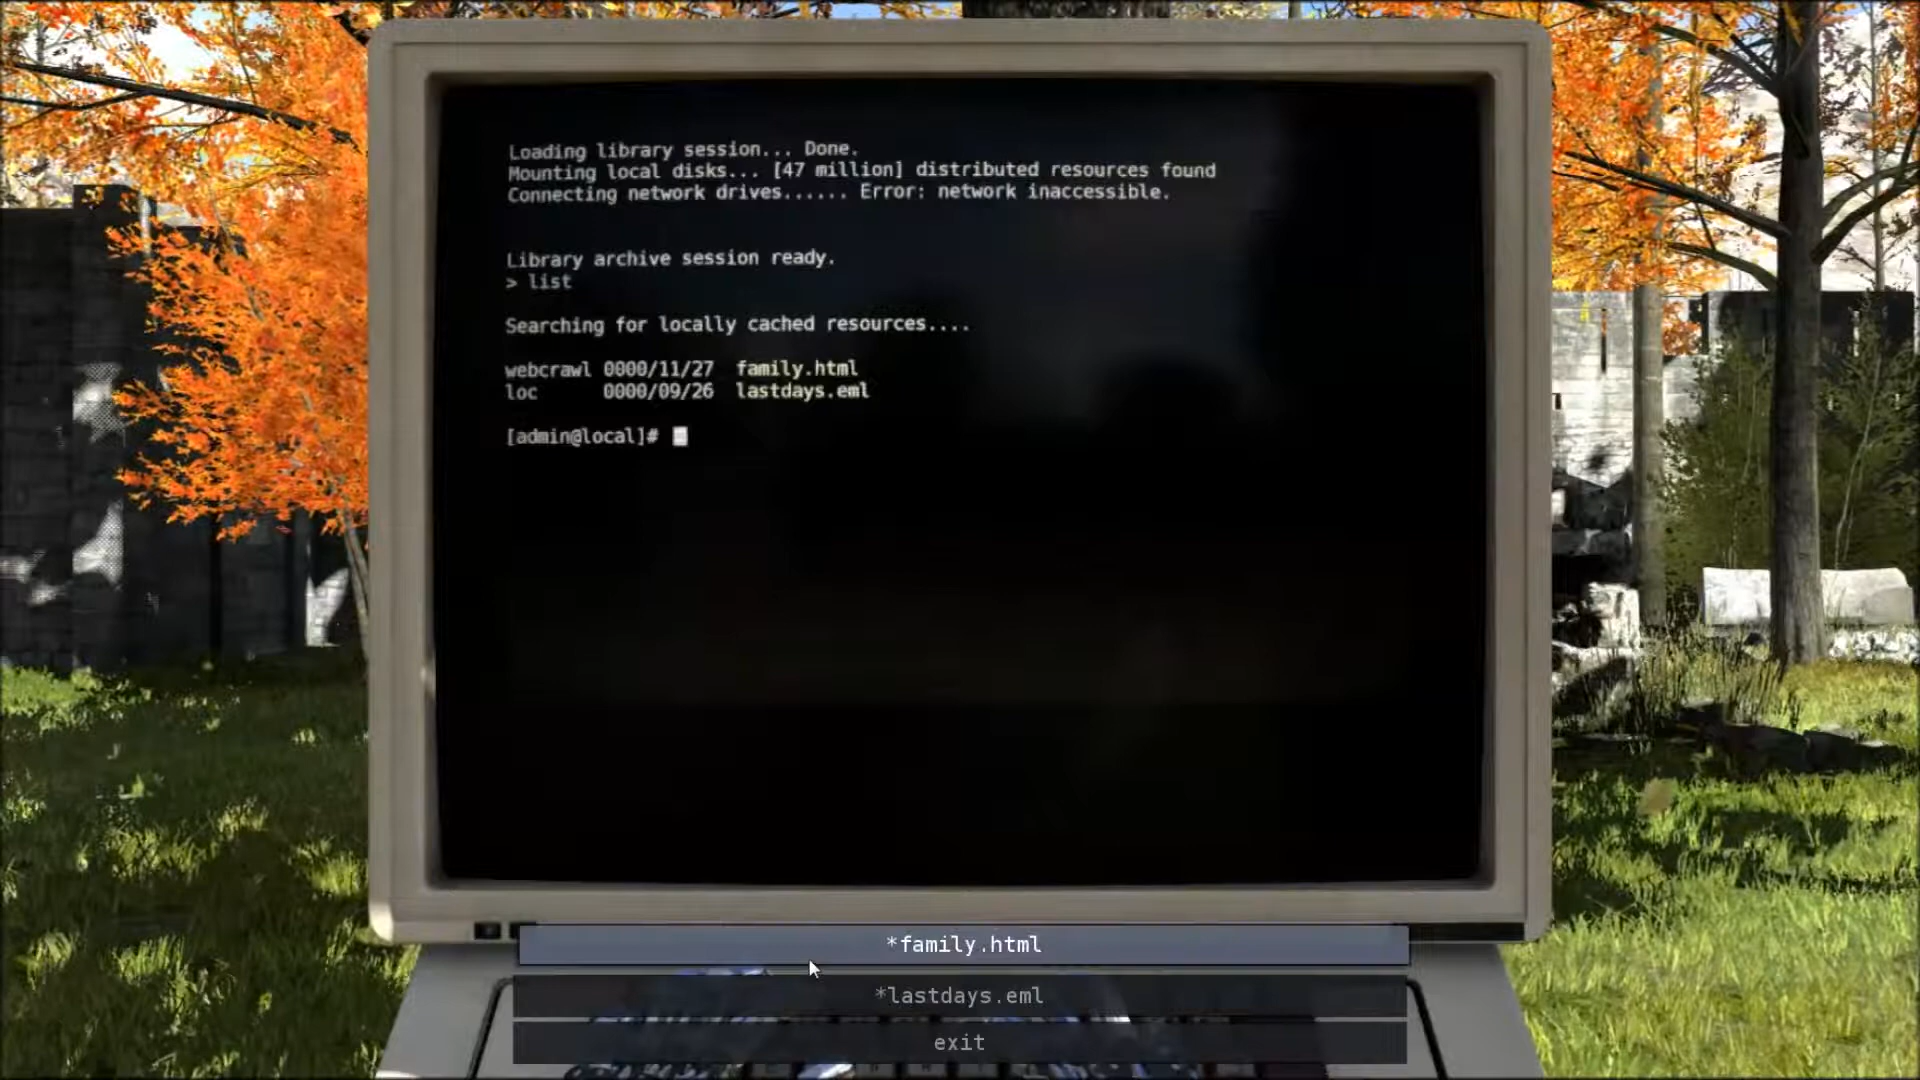 Loading library session... Done.
Mounting local disks... [47 million] distributed resources found
Connecting network drives...... Error: network inaccessible.
Library archive session ready.
> list
Searching for locally cached resources....
webcrawl 0000/11/27 family.html
loc 0000/09/26 lastdays.eml
[admin@local]#
*family.html
*lastdays.eml
exit